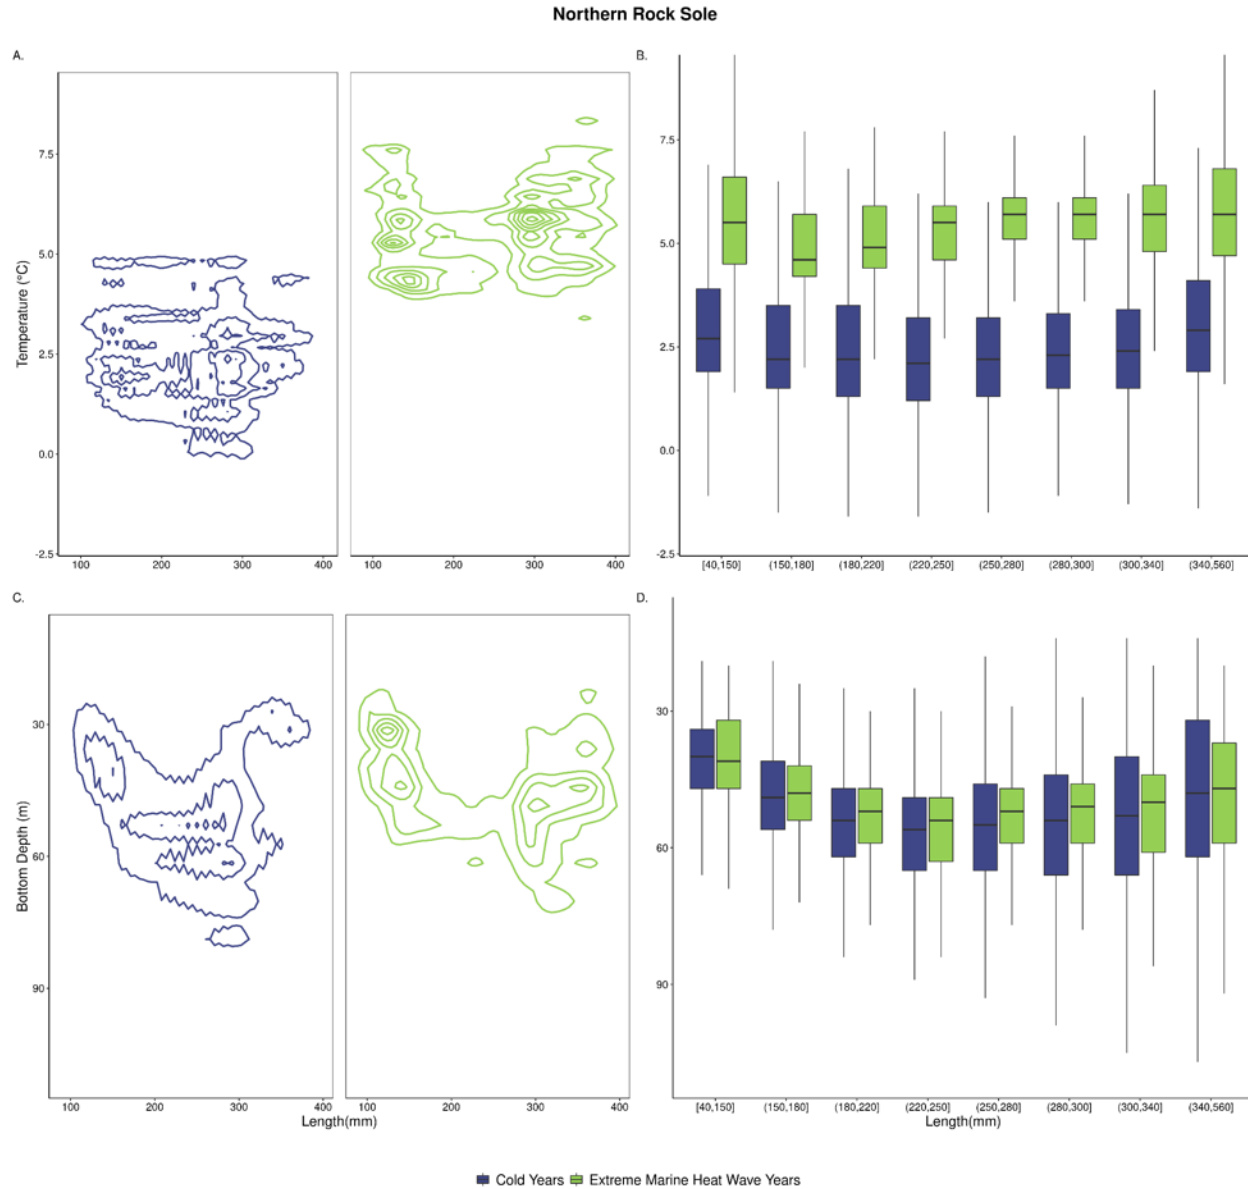 Northern Rock Sole
A.
B.
Temperature (°C)
7.5
5.0
2.5
0.0
-2.5
100 200 300 400
100 200 300 400
7.5
5.0
2.5
0.0
-2.5
[40,150] (150,180] (180,220] (220,250] (250,280] (280,300] (300,340] (340,560]
C.
D.
Bottom Depth (m)
30
60
90
100 200 300 400
100 200 300 400
Length(mm)
30
60
90
[40,150] (150,180] (180,220] (220,250] (250,280] (280,300] (300,340] (340,560]
Length(mm)
Cold Years Extreme Marine Heat Wave Years